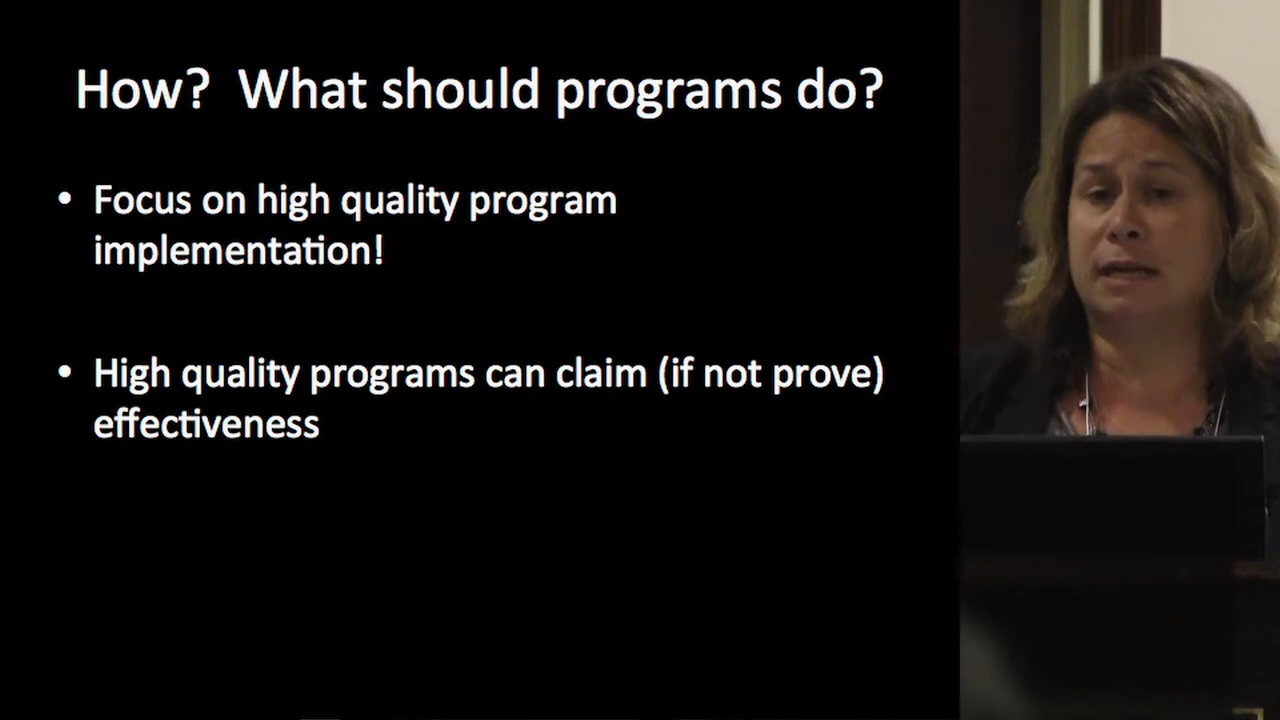 How?  What should programs do?
• Focus on high quality program
implementation!
• High quality programs can claim (if not prove)
effectiveness